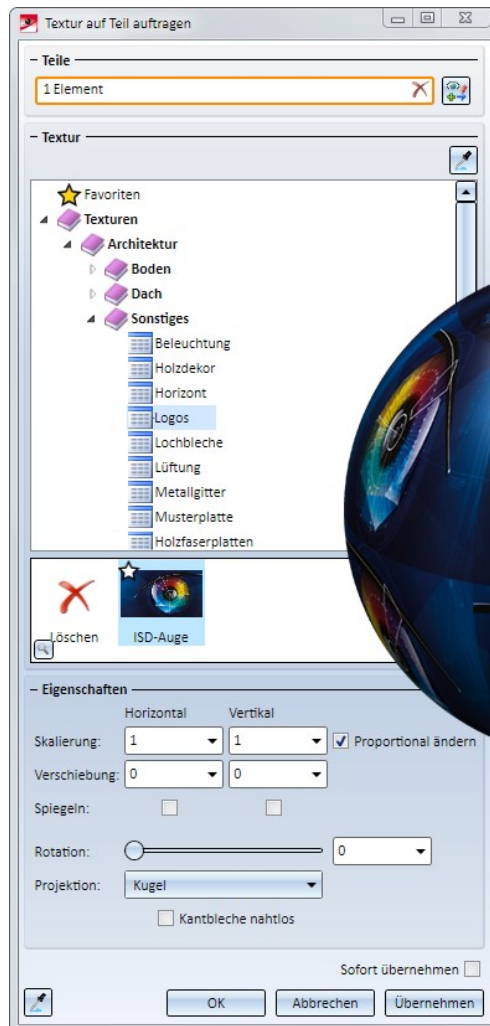 Textur auf Teil auftragen
Teile
1 Element
Textur
Favoriten
Texturen
Architektur
Boden
Dach
Sonstiges
Beleuchtung
Holzdekor
Horizont
Logos
Lochbleche
Lüftung
Metallgitter
Musterplatte
Holzfaserplatten
Löschen ISD-Auge
Eigenschaften
Horizontal Vertikal
Skalierung: 1 1 Proportional ändern
Verschiebung: 0 0
Spiegeln:
Rotation: 0
Projektion: Kugel
Kantbleche nahtlos
Sofort übernehmen
OK Abbrechen Übernehmen